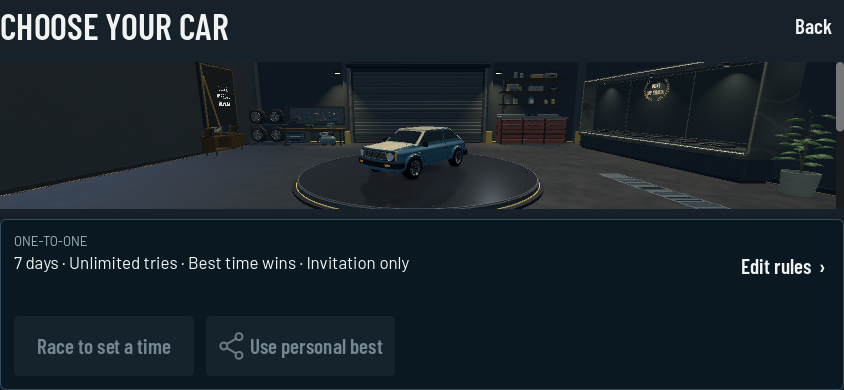 CHOOSE YOUR CAR
Back
ONE-TO-ONE
7 days · Unlimited tries · Best time wins · Invitation only
Edit rules ›
Race to set a time
Use personal best